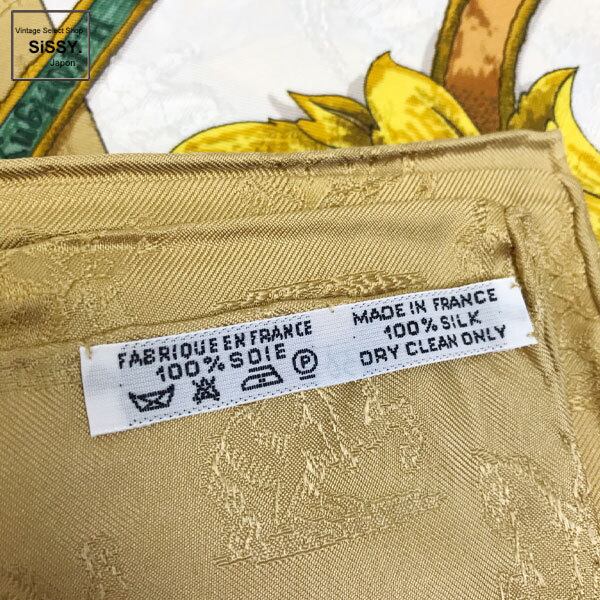 Vintage Select Shop
SiSSY.
Japon
FABRIQUE EN FRANCE
100% SOIE
MADE IN FRANCE
100% SILK
DRY CLEAN ONLY